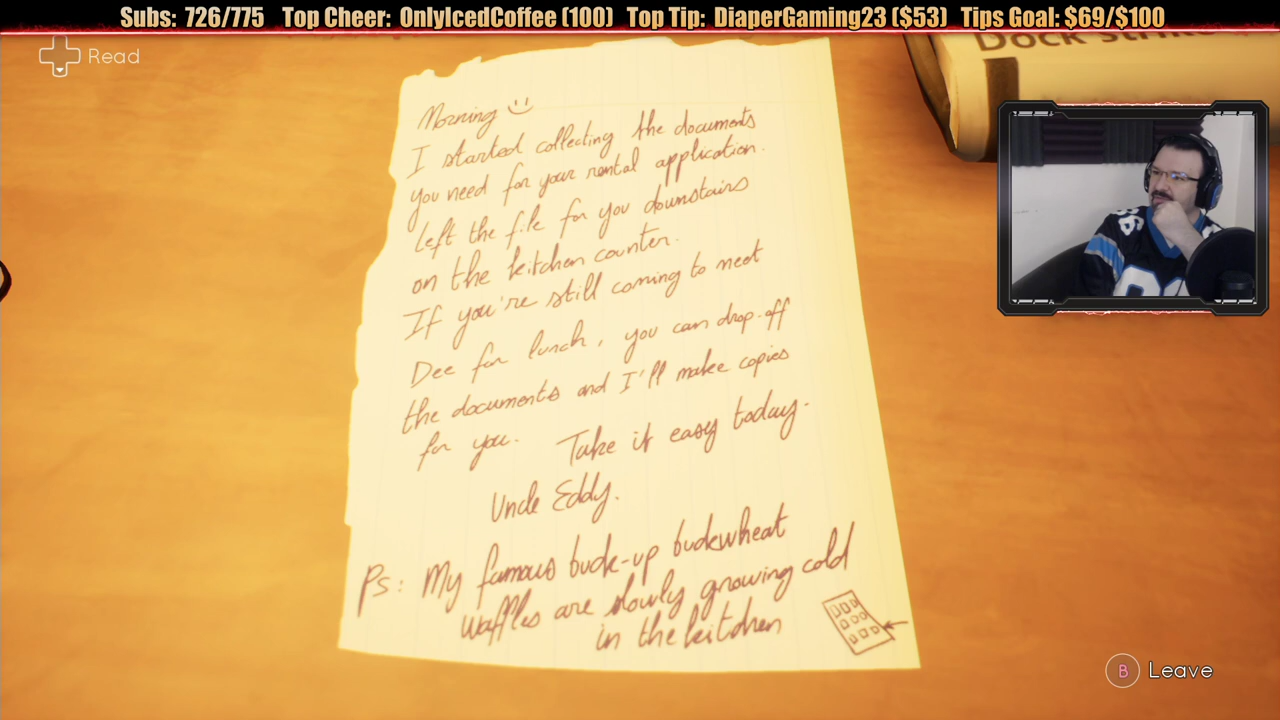 Subs: 726/775 Top Cheer: OnlyIcedCoffee (100) Top Tip: DiaperGaming23 ($53) Tips Goal: $69/$100
Read
Dock Strike
Morning
I started collecting the documents
you need for your rental application.
Left the file for you downstairs
on the kitchen counter.
If you're still coming to meet
Dee for lunch, you can drop-off
the documents and I'll make copies
for you. Take it easy today.
Uncle Eddy.
Ps: My famous buck-up buckwheat
waffles are slowly growing cold
in the kitchen
86
B Leave